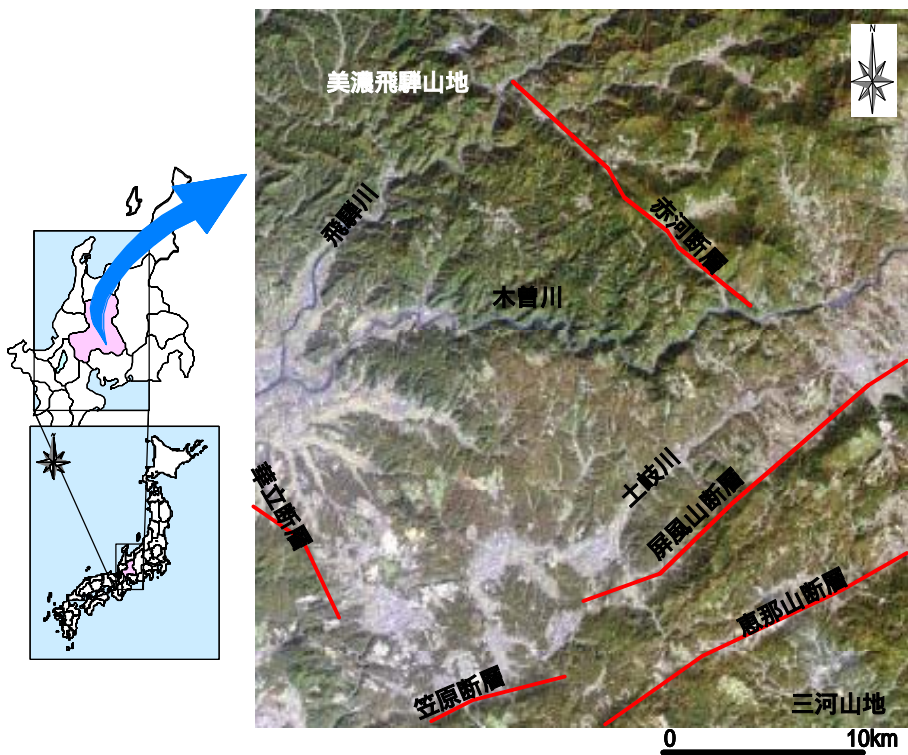 N
美濃飛騨山地
飛騨川
赤河断層
木曽川
土岐川
華立断層
屏風山断層
恵那山断層
笠原断層
三河山地
0 10km